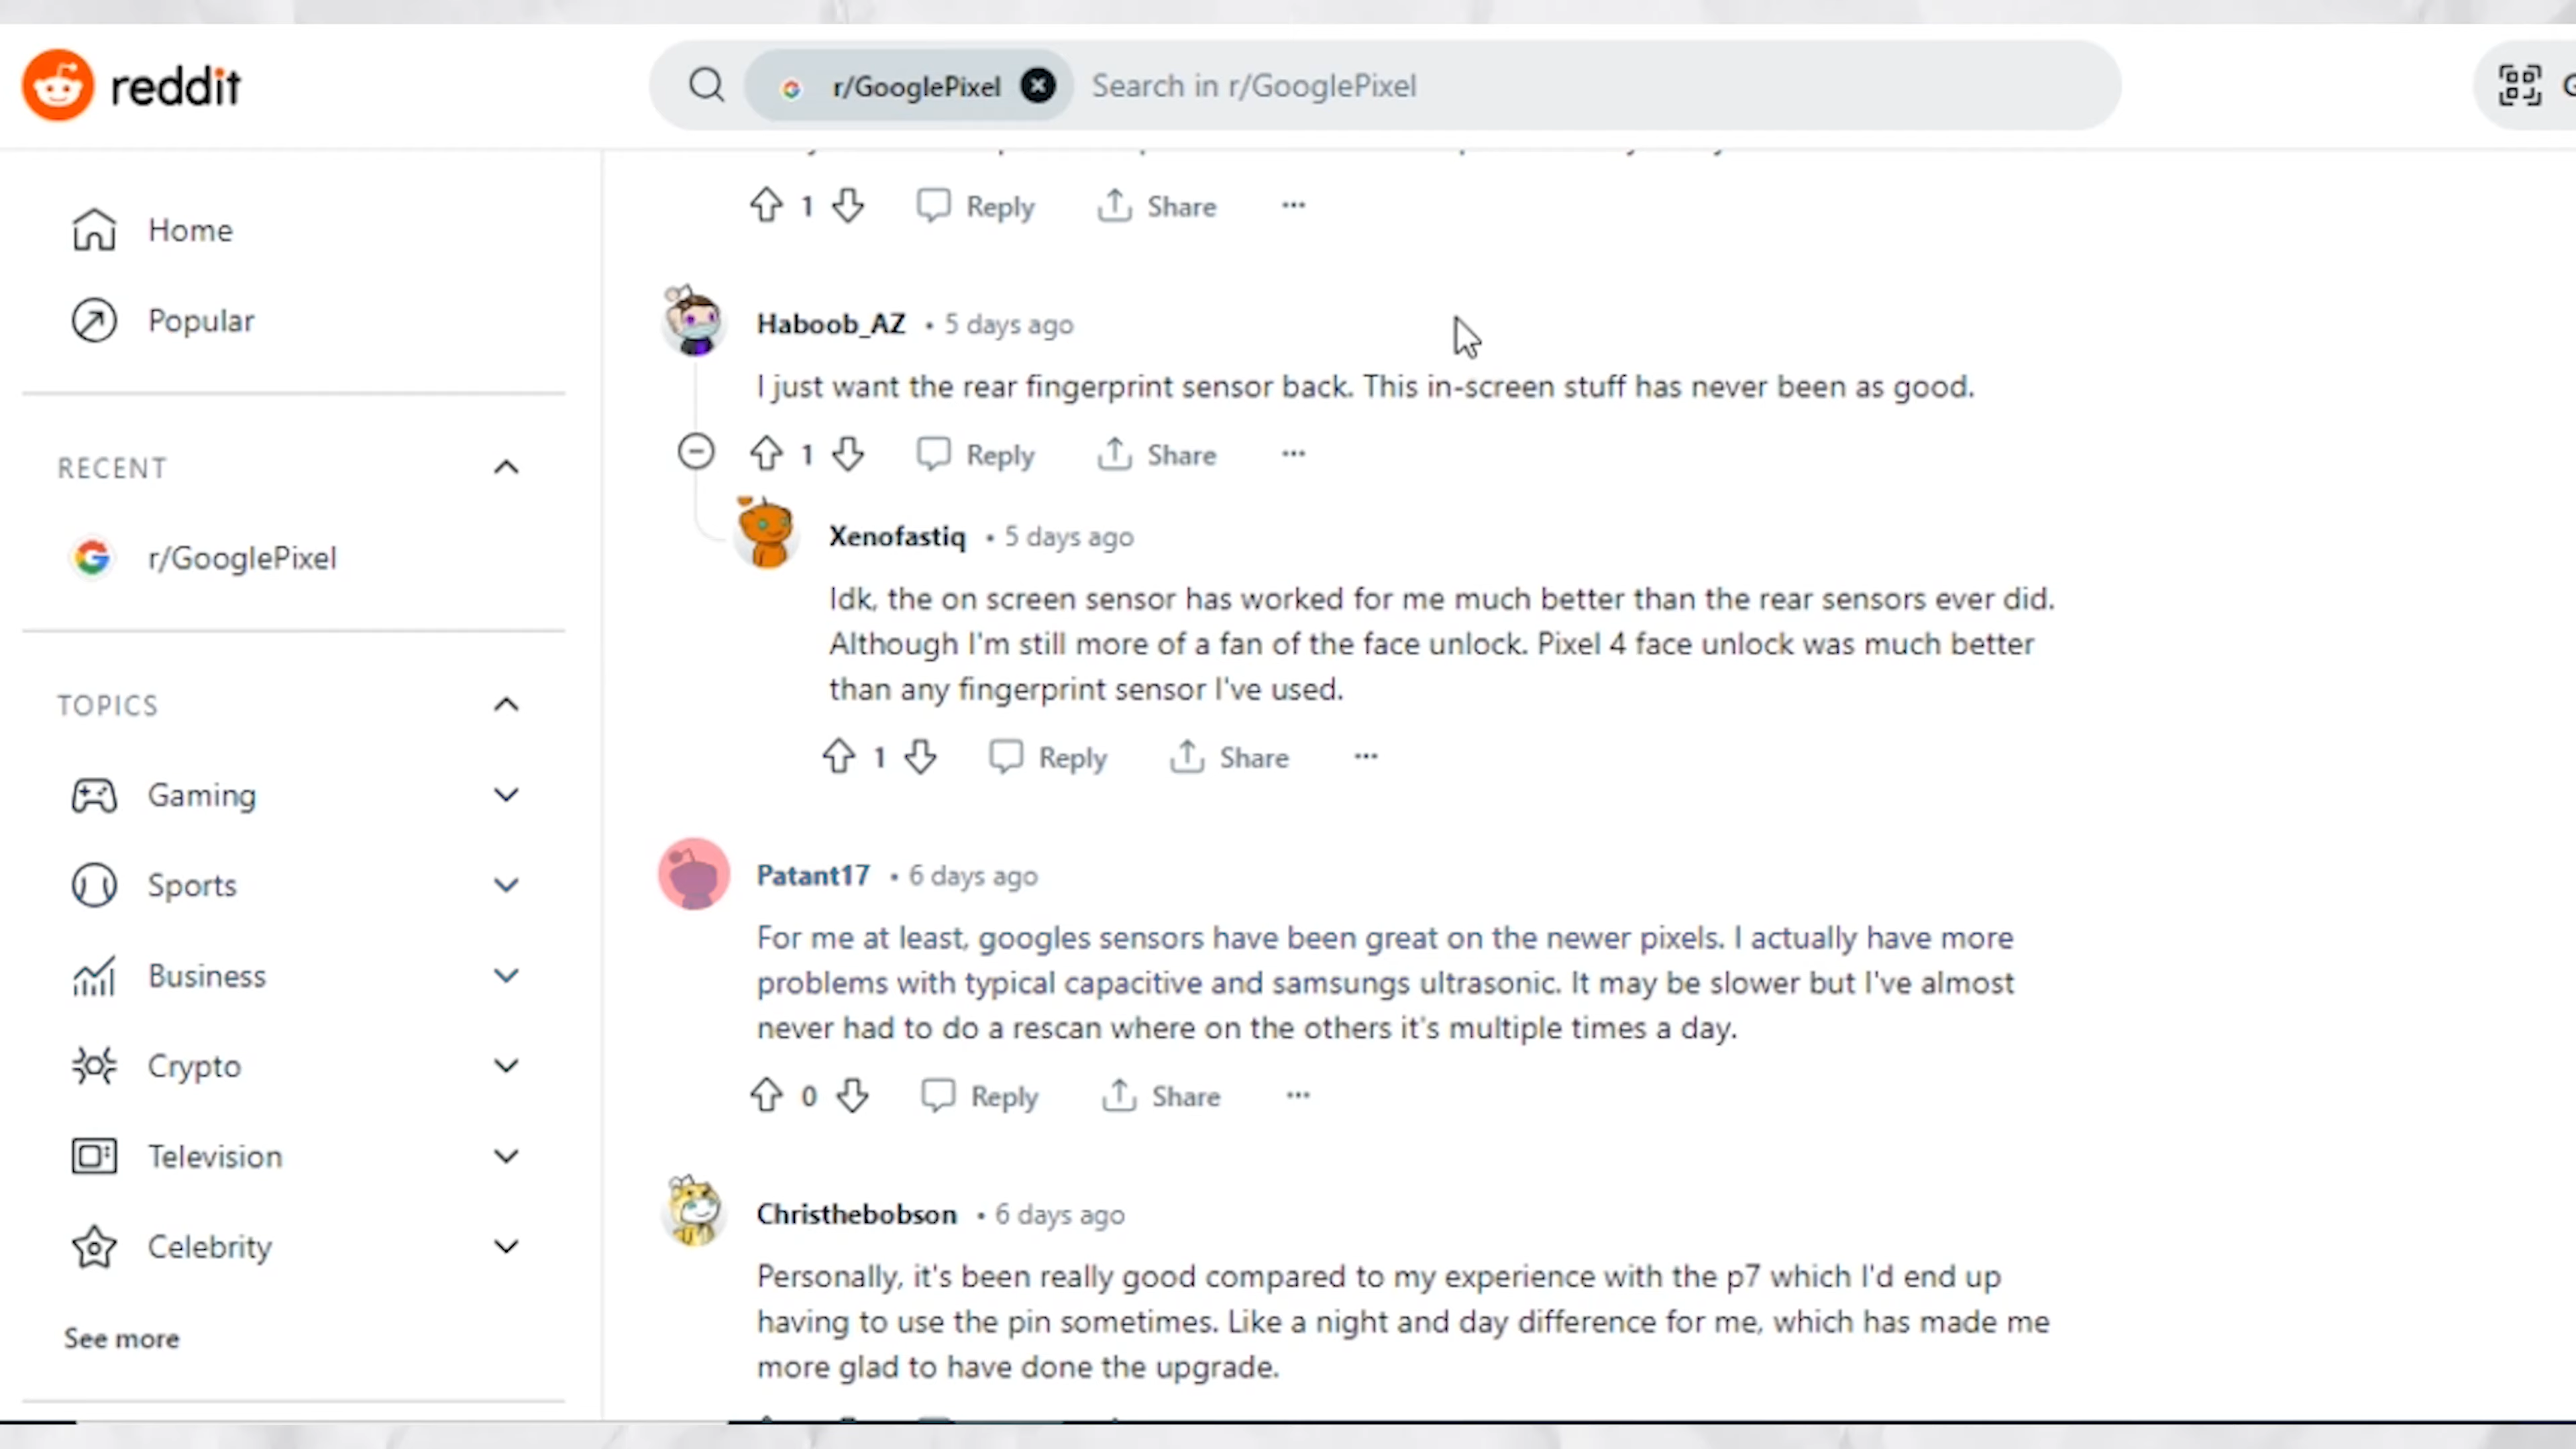 reddit
r/GooglePixel
Search in r/GooglePixel
Home
Popular
RECENT
r/GooglePixel
TOPICS
Gaming
Sports
Business
Crypto
Television
Celebrity
See more
1 Reply Share
Haboob_AZ • 5 days ago
I just want the rear fingerprint sensor back. This in-screen stuff has never been as good.
1 Reply Share
Xenofastiq • 5 days ago
Idk, the on screen sensor has worked for me much better than the rear sensors ever did.
Although I'm still more of a fan of the face unlock. Pixel 4 face unlock was much better
than any fingerprint sensor I've used.
1 Reply Share
Patant17 • 6 days ago
For me at least, googles sensors have been great on the newer pixels. I actually have more
problems with typical capacitive and samsungs ultrasonic. It may be slower but I've almost
never had to do a rescan where on the others it's multiple times a day.
0 Reply Share
Christhebobson • 6 days ago
Personally, it's been really good compared to my experience with the p7 which I'd end up
having to use the pin sometimes. Like a night and day difference for me, which has made me
more glad to have done the upgrade.